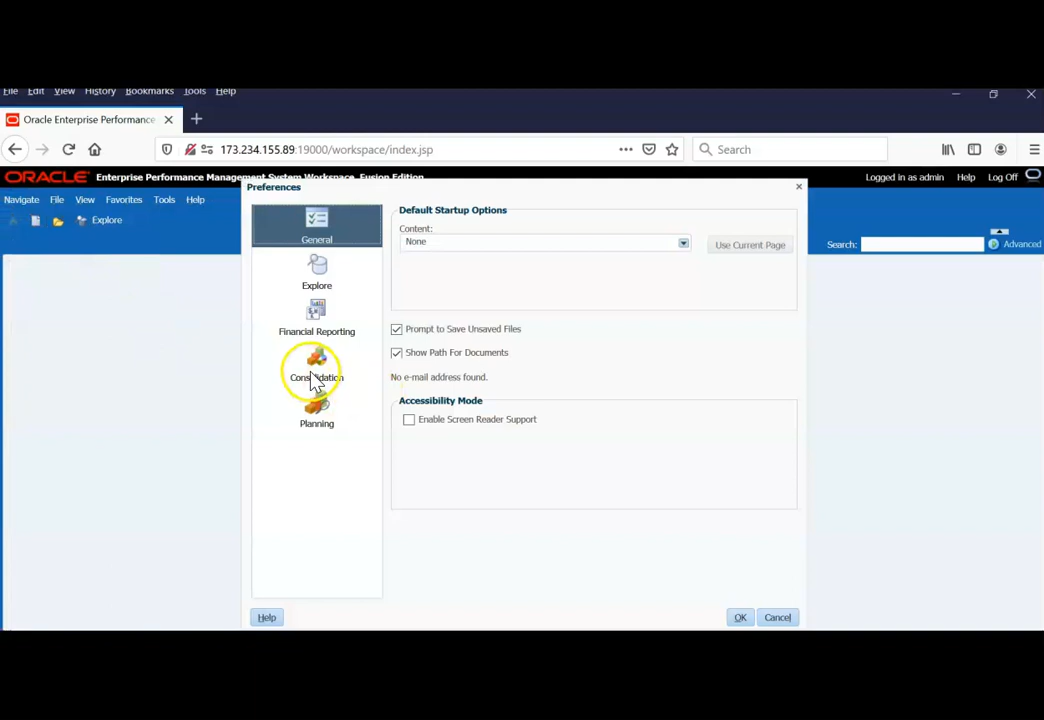 File Edit View History Bookmarks Tools Help
Oracle Enterprise Performance
173.234.155.89:19000/workspace/index.jsp
Search
ORACLE Enterprise Performance Management System Workspace, Fusion Edition
Logged in as admin Help Log Off
Navigate File View Favorites Tools Help
Explore
Search:
Advanced
Preferences
General
Explore
Financial Reporting
Consolidation
Planning
Default Startup Options
Content:
None
Use Current Page
Prompt to Save Unsaved Files
Show Path For Documents
No e-mail address found.
Accessibility Mode
Enable Screen Reader Support
Help
OK Cancel